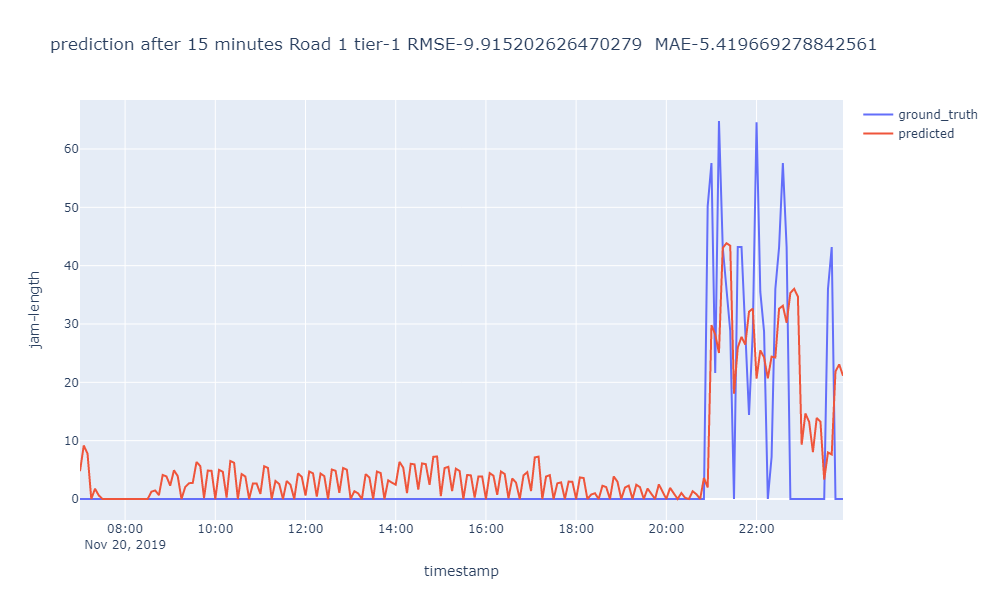 prediction after 15 minutes Road 1 tier-1 RMSE-9.915202626470279  MAE-5.419669278842561
ground_truth
predicted
60
50
40
30
20
10
0
jam-length
08:00 10:00 12:00 14:00 16:00 18:00 20:00 22:00
Nov 20, 2019
timestamp